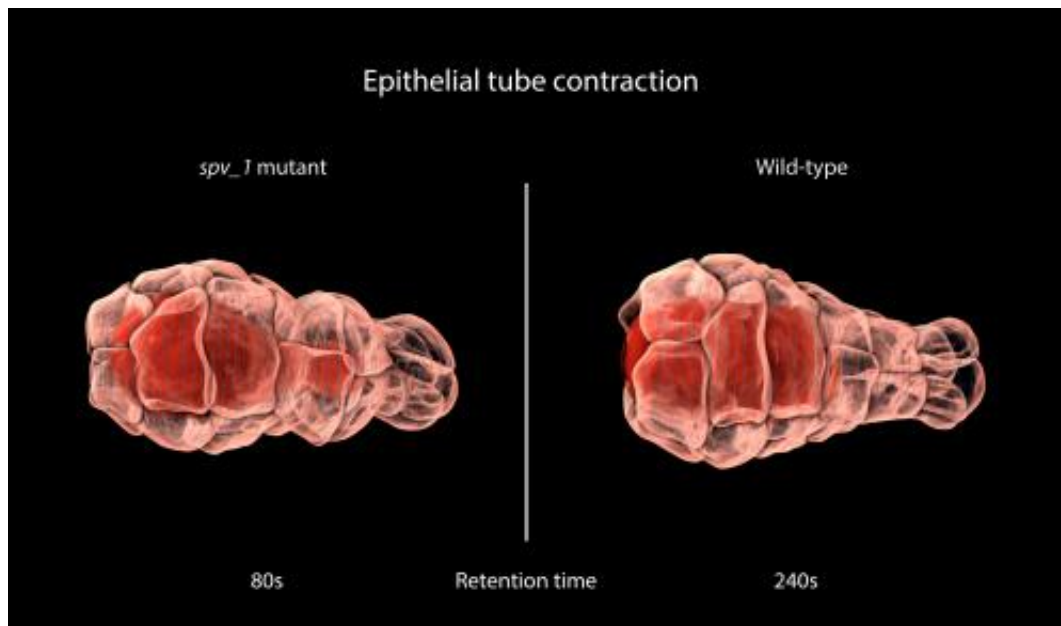 Epithelial tube contraction
spv_1 mutant
Wild-type
80s
Retention time
240s